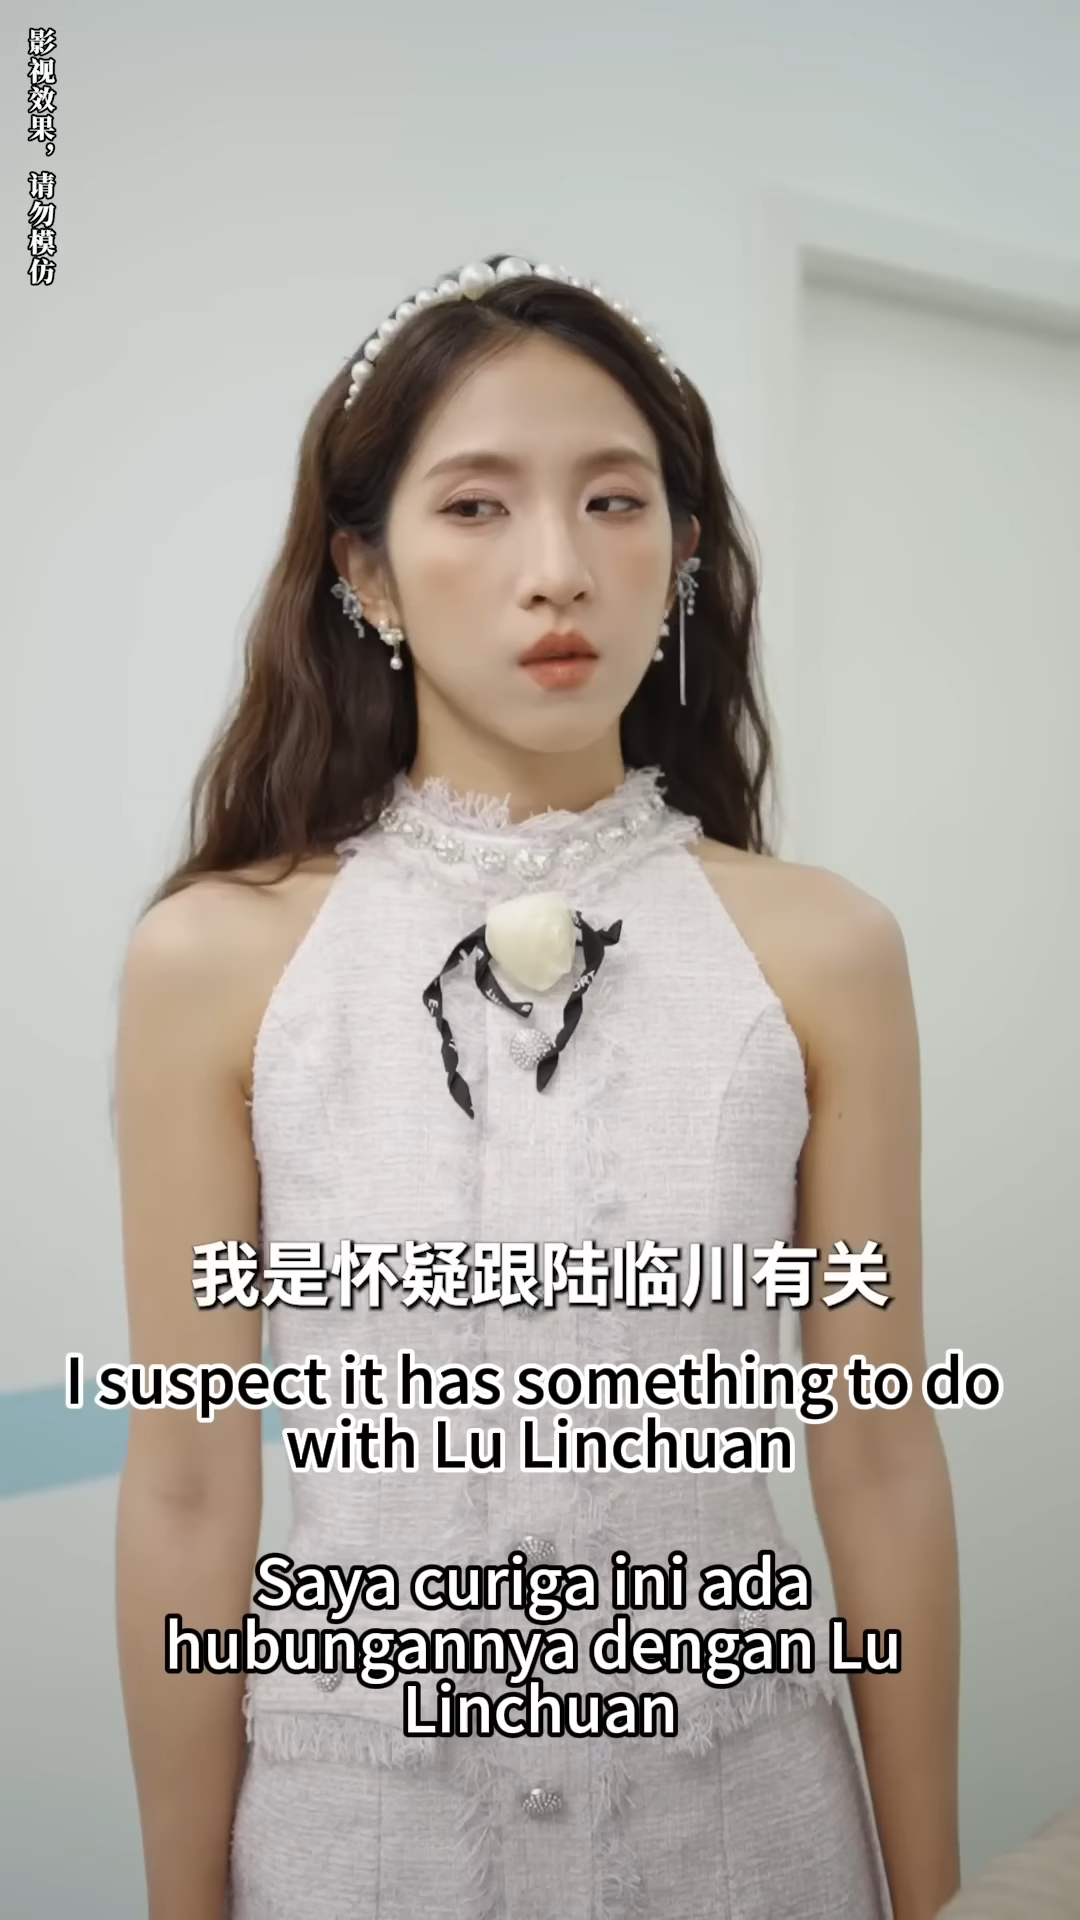 影视效果，请勿模仿
我是怀疑跟陆临川有关
I suspect it has something to do
with Lu Linchuan
Saya curiga ini ada
hubungannya dengan Lu
Linchuan